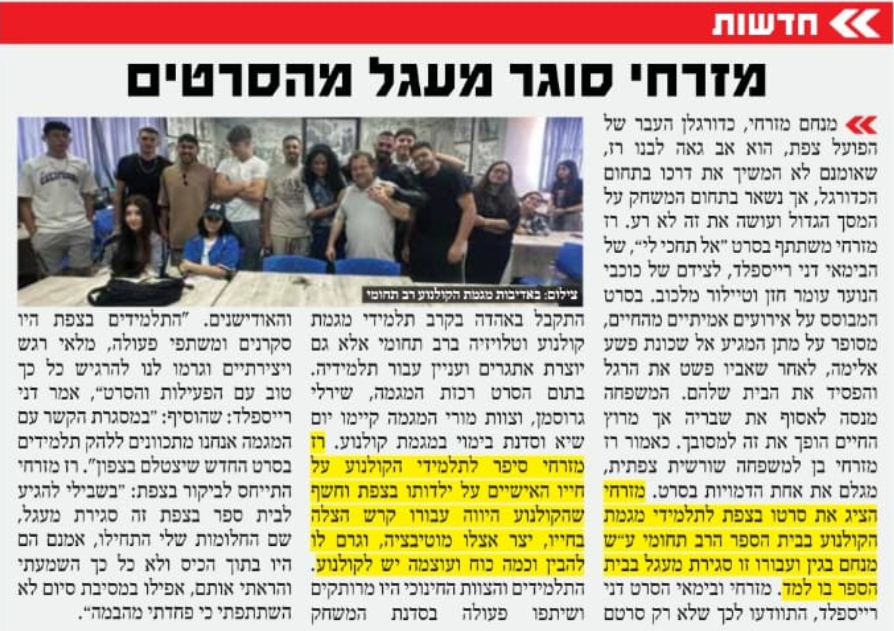 חדשות
מזרחי סוגר מעגל מהסרטים
מנחם מזרחי, כדורגלן העבר של
הפועל צפת, הוא אב גאה לבנו רז,
שאומנם לא המשיך את דרכו בתחום
הכדורגל, אך נשאר בתחום המשחק על
המסך הגדול ועושה את זה לא רע. רז
מזרחי משתתף בסרט "אל תחכי לי", של
הבימאי דני רייספלד, לצידם של כוכבי
הנוער עומר חזן וטיילור מלכוב. בסרט
המבוסס על אירועים אמיתיים מהחיים,
מסופר על מתן המגיע אל שכונת פשע
אלימה, לאחר שאביו פשט את הרגל
והפסיד את הבית שלהם. המשפחה
מנסה לאסוף את שבריה אך מרוץ
החיים הופך את זה למסובך. כאמור רז
מזרחי בן למשפחה שורשית צפתית,
מגלם את אחת הדמויות בסרט. מזרחי
הציג את סרטו בצפת לתלמידי מגמת
הקולנוע בבית הספר הרב תחומי ע"ש
מנחם בגין ועבורו זו סגירת מעגל בבית
הספר בו למד. מזרחי ובימאי הסרט דני
רייספלד, התוודעו לכך שלא רק סרטם
צילום: באדיבות מגמת הקולנוע רב תחומי
התקבל באהדה בקרב תלמידי מגמת
קולנוע וטלויזיה ברב תחומי אלא גם
יוצרת אתגרים ועניין עבור תלמידיה.
בתום הסרט רכזת המגמה, שירלי
גרוסמן, וצוות מורי המגמה קיימו יום
שיא וסדנת בימוי במגמת קולנוע. רז
מזרחי סיפר לתלמידי הקולנוע על
חייו האישיים על ילדותו בצפת וחשף
שהקולנוע היווה עבורו קרש הצלה
בחייו, יצר אצלו מוטיבציה, וגרם לו
להבין וכמה כוח ועוצמה יש לקולנוע.
התלמידים והצוות החינוכי היו מרותקים
ושיתפו פעולה בסדנת המשחק
והאודישנים. "התלמידים בצפת היו
סקרנים ומשתפי פעולה, מלאי רגש
ויצירתיים וגרמו לנו להרגיש כל כך
טוב עם הפעילות והסרט", אמר דני
רייספלד: שהוסיף: "במסגרת הקשר עם
המגמה אנחנו מתכוונים ללהק תלמידים
בסרט החדש שיצטלם בצפון". רז מזרחי
התייחס לביקור בצפת: "בשבילי להגיע
לבית ספר בצפת זה סגירת מעגל,
שם החלומות שלי התחילו, אמנם הם
היו בתוך הכיס ולא כל כך השמעתי
והראתי אותם, אפילו במסיבת סיום לא
השתתפתי כי פחדתי מהבמה".